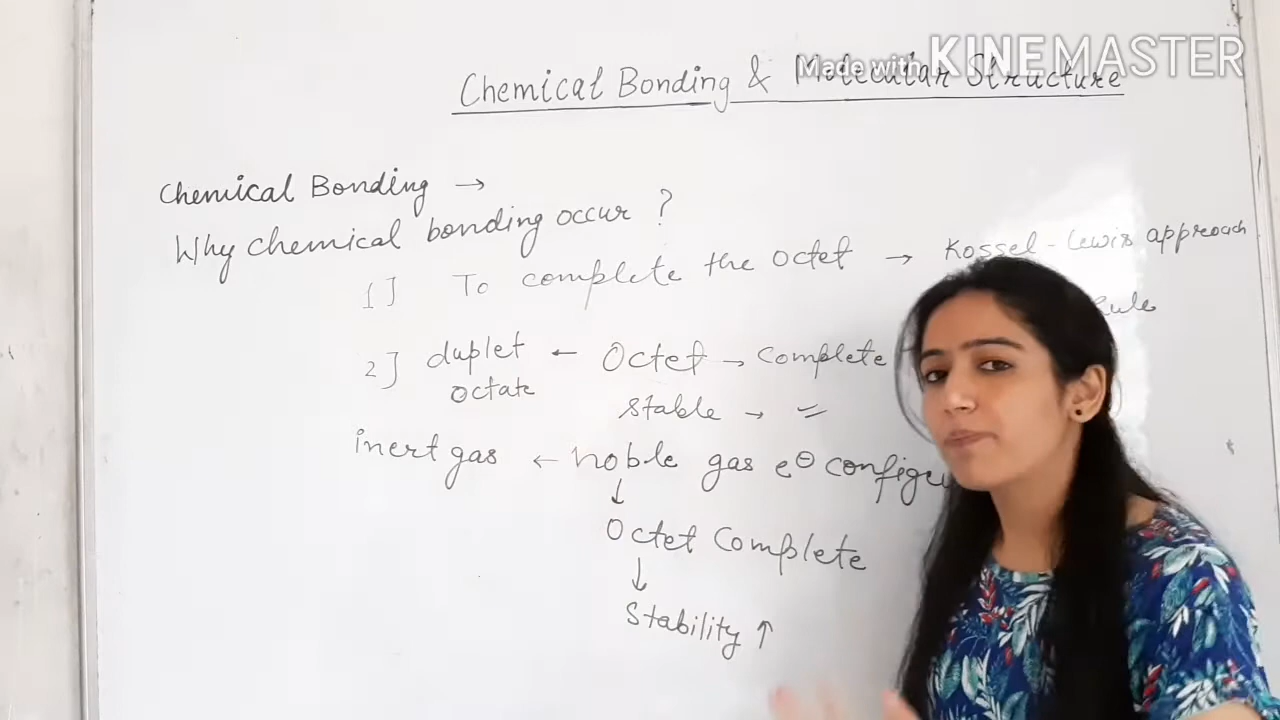 Made with KINEMASTER
Chemical Bonding & Molecular Structure
Chemical Bonding →
Why chemical bonding occur ?
1] To complete the octet → Kossel-Lewis approach
Rule
2] duplet ← Octet → Complete
octate
stable → =
inert gas ← noble gas e⊖
↓
Octet Complete
↓
Stability ↑